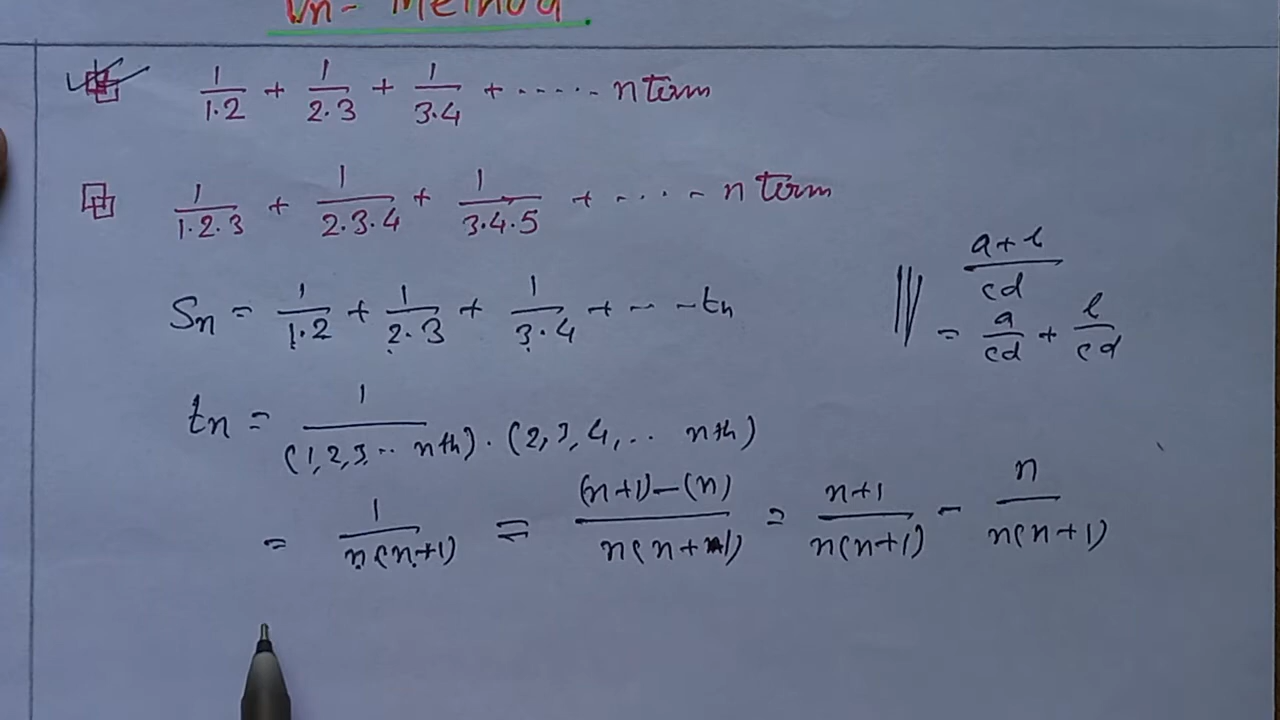 Vn - Method.
1/1·2 + 1/2·3 + 1/3·4 + ..... n term
1/1·2·3 + 1/2·3·4 + 1/3·4·5 + .... n term
Sn = 1/1·2 + 1/2·3 + 1/3·4 + -- - tn
a+b/cd
= a/cd + b/cd
tn = 1/(1,2,3,.. nth) · (2,3,4,.. nth)
= 1/n(n+1) = (n+1)-(n)/n(n+1) = n+1/n(n+1) - n/n(n+1)